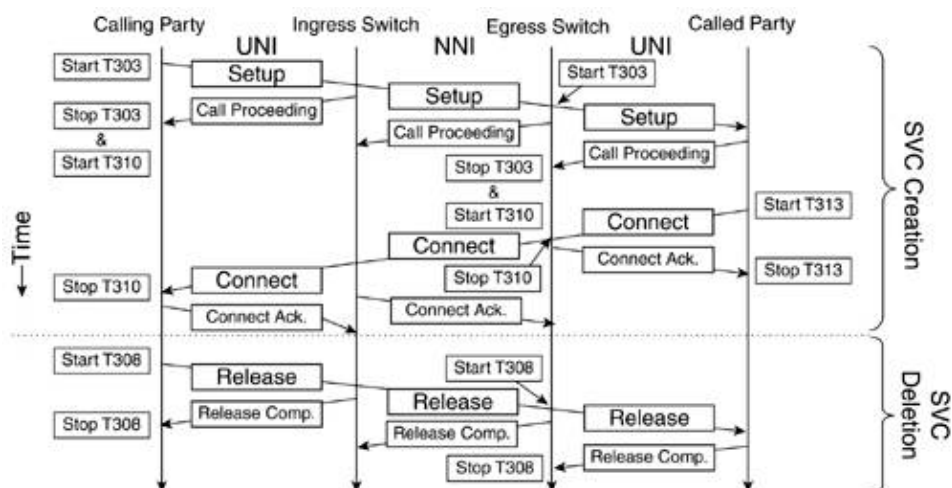 Calling Party
Ingress Switch
Egress Switch
Called Party
UNI
NNI
UNI
Start T303
Setup
Start T303
Setup
Stop T303
Call Proceeding
Setup
&
Call Proceeding
Start T310
Stop T303
Call Proceeding
&
Start T310
Connect
Start T313
Connect
Connect Ack.
Stop T313
Stop T310
Connect
Stop T310
Connect Ack.
Connect Ack.
Time
SVC Creation
Start T308
Release
Start T308
Release
Release Comp.
Stop T308
Release
Release Comp.
Stop T308
Release Comp.
SVC
Deletion